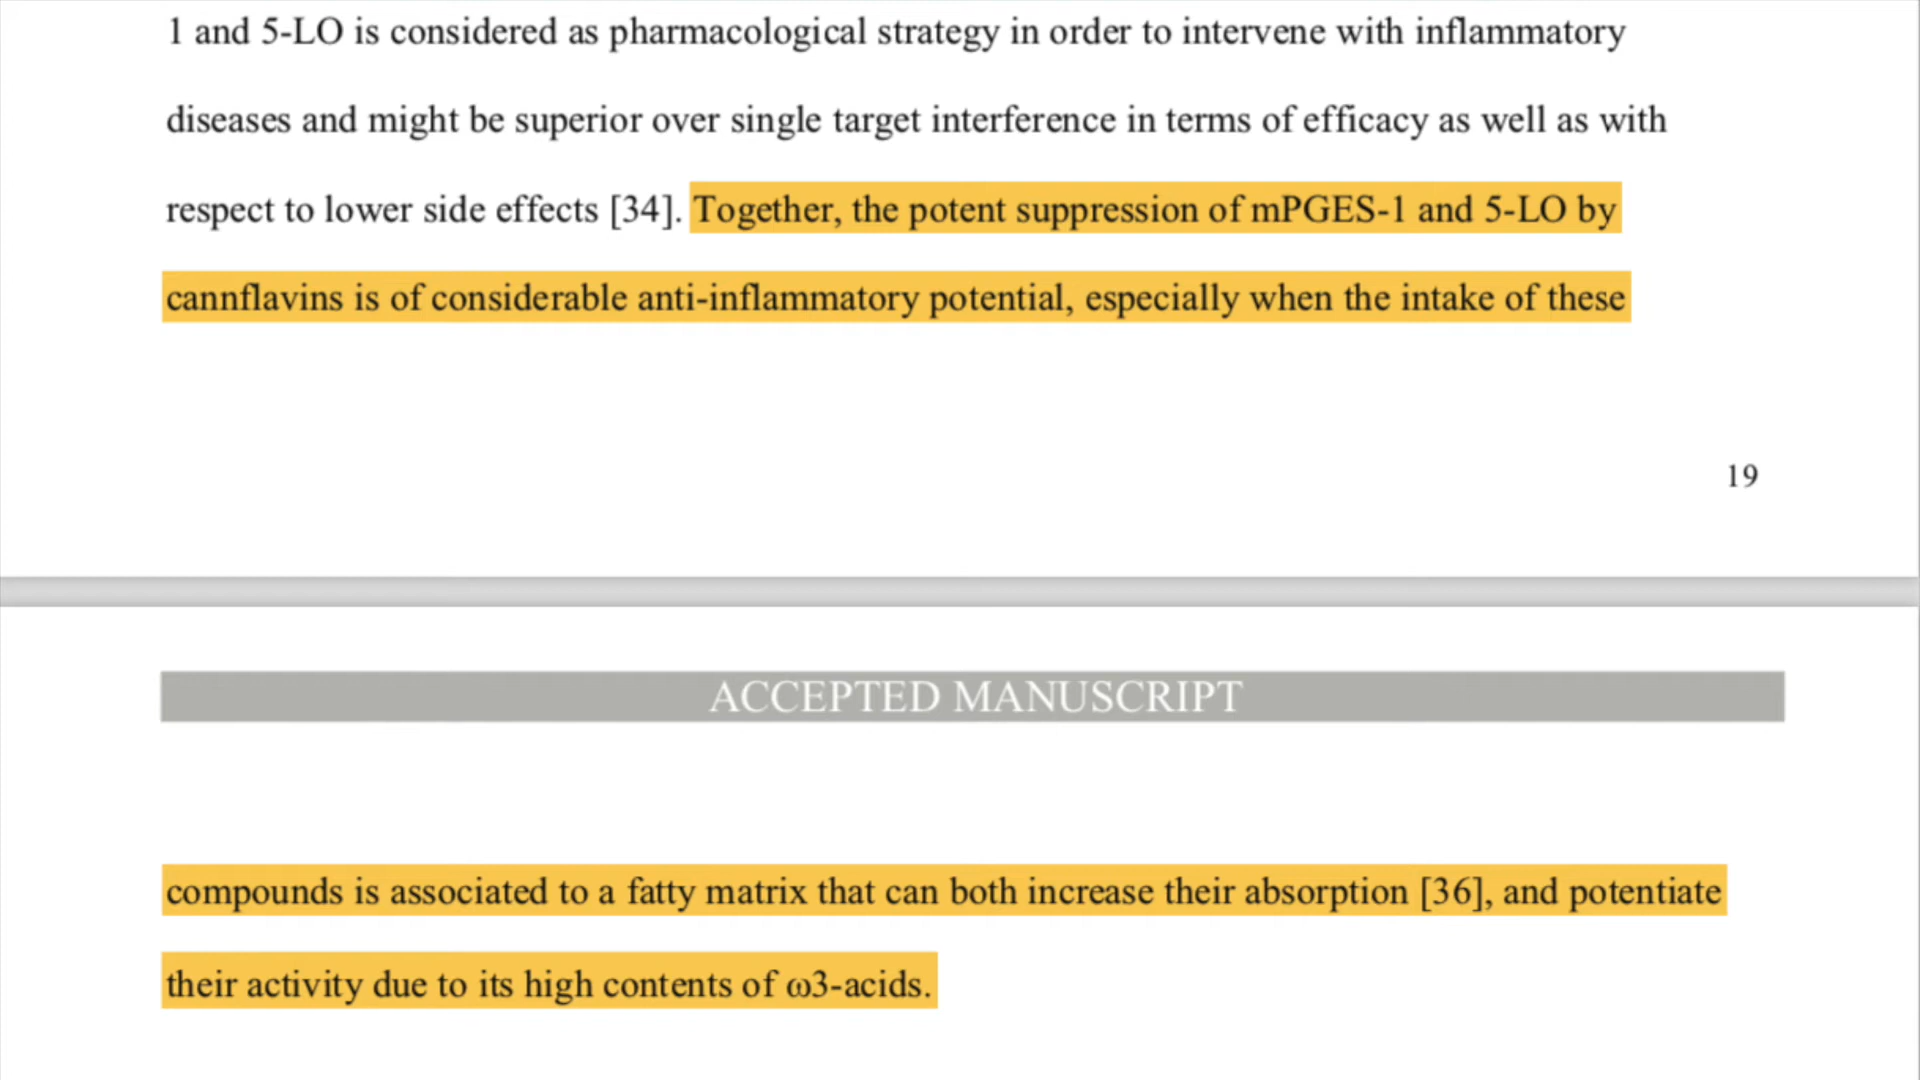 1 and 5-LO is considered as pharmacological strategy in order to intervene with inflammatory
diseases and might be superior over single target interference in terms of efficacy as well as with
respect to lower side effects [34]. Together, the potent suppression of mPGES-1 and 5-LO by
cannflavins is of considerable anti-inflammatory potential, especially when the intake of these
19
ACCEPTED MANUSCRIPT
compounds is associated to a fatty matrix that can both increase their absorption [36], and potentiate
their activity due to its high contents of ω3-acids.